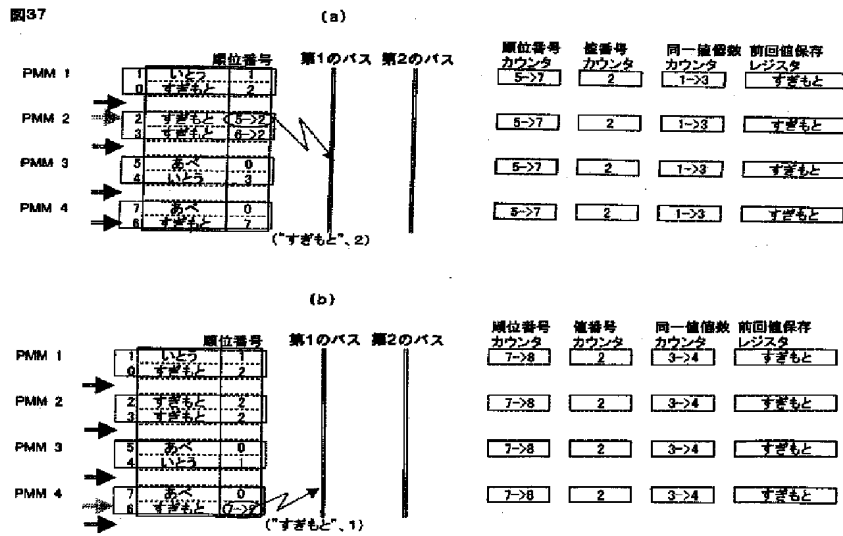 図37
(a)
順位番号 第1のバス 第2のバス 順位番号カウンタ 値番号カウンタ 同一値個数カウンタ 前回値保存レジスタ
PMM 1 1 いとう 1 5->7 2 1->3 すぎもと
0 すぎもと 2
PMM 2 2 すぎもと 5->2 5->7 2 1->3 すぎもと
3 すぎもと 6->2
PMM 3 5 あべ 0 5->7 2 1->3 すぎもと
4 いとう 3
PMM 4 7 あべ 0 5->7 2 1->3 すぎもと
6 すぎもと 7
("すぎもと"、2)
(b)
順位番号 第1のバス 第2のバス 順位番号カウンタ 値番号カウンタ 同一値個数カウンタ 前回値保存レジスタ
PMM 1 1 いとう 1 7->8 2 3->4 すぎもと
0 すぎもと 2
PMM 2 2 すぎもと 2 7->8 2 3->4 すぎもと
3 すぎもと 2
PMM 3 5 あべ 0 7->8 2 3->4 すぎもと
4 いとう
PMM 4 7 あべ 0 7->8 2 3->4 すぎもと
6 すぎもと
("すぎもと"、1)